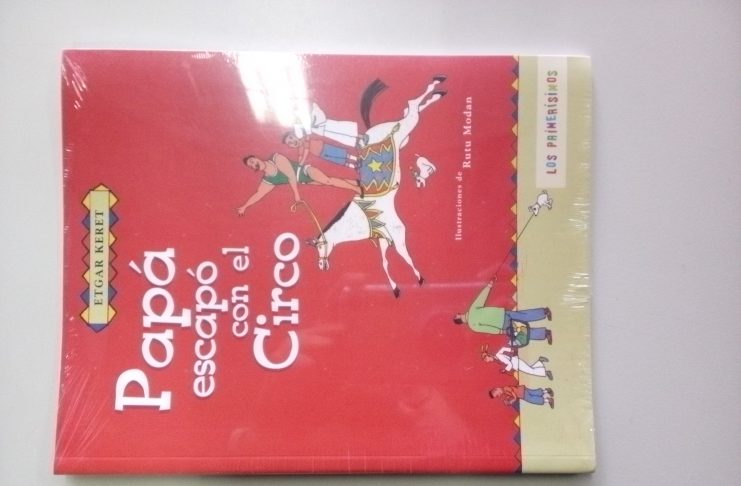 ETGAR KERET
Papá
escapó
con el
Circo
Ilustraciones de
Rutu Modan
LOS PRIMERÍSIMOS